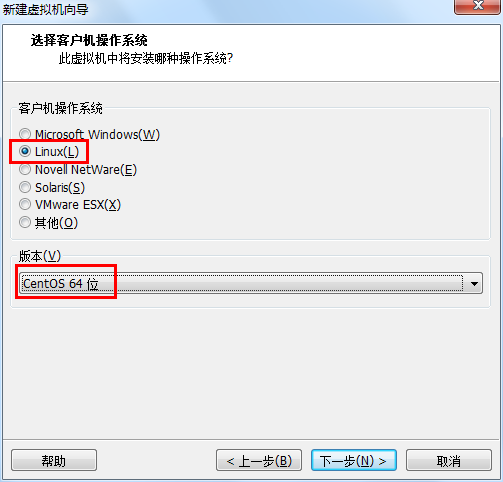 新建虚拟机向导
选择客户机操作系统
此虚拟机中将安装哪种操作系统?
客户机操作系统
Microsoft Windows(W)
Linux(L)
Novell NetWare(E)
Solaris(S)
VMware ESX(X)
其他(O)
版本(V)
CentOS 64 位
帮助
< 上一步(B)
下一步(N) >
取消